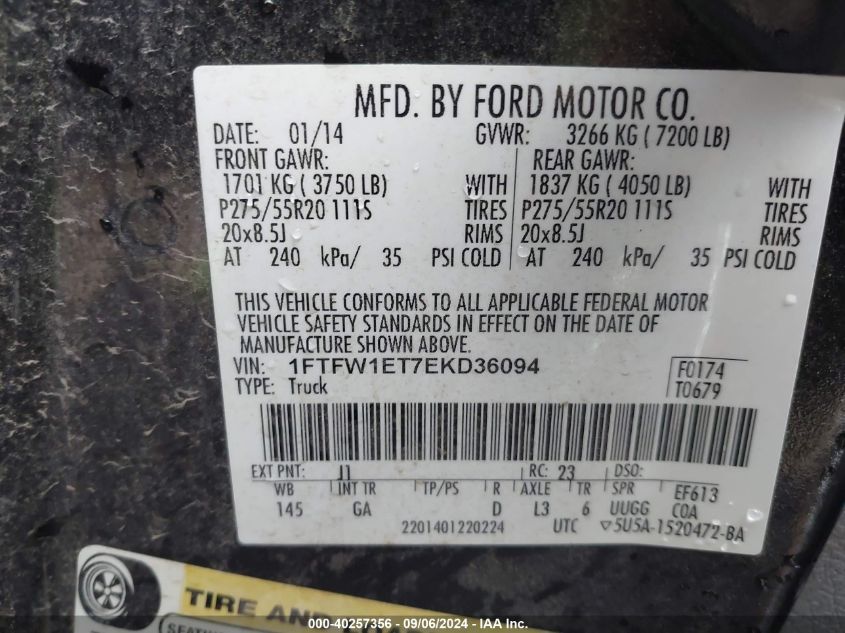 MFD. BY FORD MOTOR CO.
DATE: 01/14 GVWR: 3266 KG ( 7200 LB)
FRONT GAWR: REAR GAWR:
1701 KG ( 3750 LB) WITH 1837 KG ( 4050 LB) WITH
P275/55R20 111S TIRES P275/55R20 111S TIRES
20x8.5J RIMS 20x8.5J RIMS
AT 240 kPa/ 35 PSI COLD AT 240 kPa/ 35 PSI COLD
THIS VEHICLE CONFORMS TO ALL APPLICABLE FEDERAL MOTOR
VEHICLE SAFETY STANDARDS IN EFFECT ON THE DATE OF
MANUFACTURE SHOWN ABOVE.
VIN: 1FTFW1ET7EKD36094 F0174
TYPE: Truck T0679
EXT PNT: J1 RC: 23 DSO:
WB INT TR TP/PS R AXLE TR SPR EF613
145 GA D L3 6 UUGG COA
2201401220224 UTC ▽5U5A-1520472-BA
TIRE AND
000-40257356 - 09/06/2024 - IAA Inc.